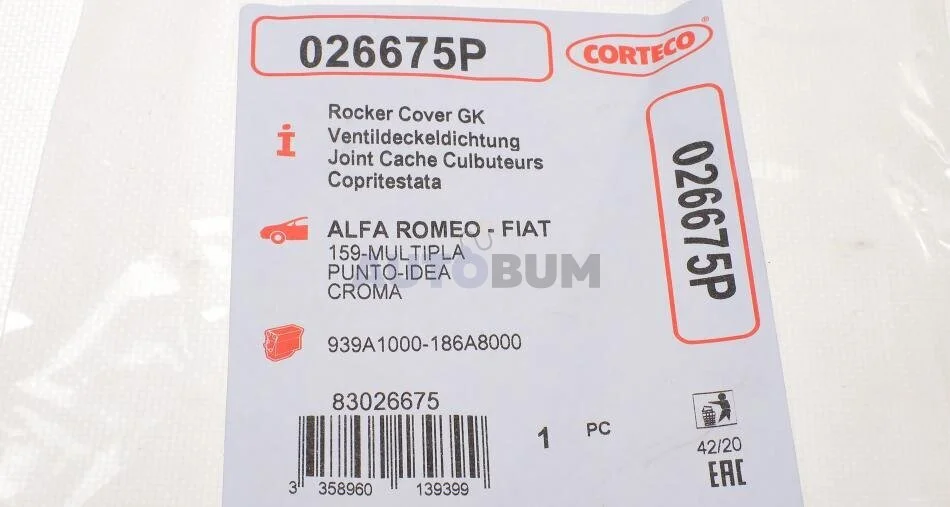 026675P
CORTECO®
Rocker Cover GK
Ventildeckeldichtung
Joint Cache Culbuteurs
Copritestata
026675P
ALFA ROMEO - FIAT
159-MULTIPLA
PUNTO-IDEA
CROMA
AUTOBUM
939A1000-186A8000
83026675
1 PC
42/20
EAC
3 358960 139399